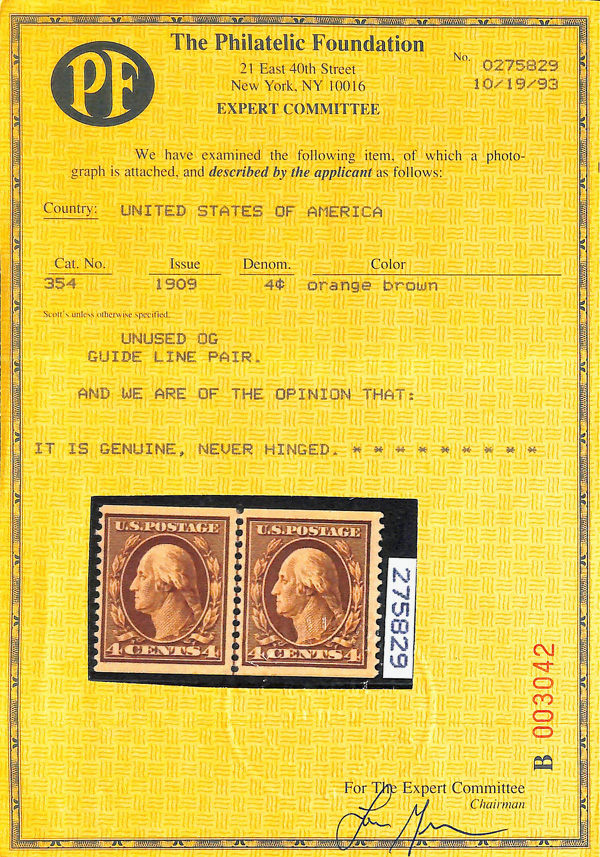 PF
The Philatelic Foundation
21 East 40th Street
New York, NY 10016
EXPERT COMMITTEE
No. 0275829
10/19/93
We have examined the following item, of which a photo-
graph is attached, and described by the applicant as follows:
Country: UNITED STATES OF AMERICA
Cat. No. Issue Denom. Color
354 1909 4¢ orange brown
Scott's unless otherwise specified.
UNUSED OG
GUIDE LINE PAIR.
AND WE ARE OF THE OPINION THAT:
IT IS GENUINE, NEVER HINGED. * * * * * * * * *
U.S. POSTAGE U.S. POSTAGE
4 CENTS 4 4 CENTS 4
275829
B 003042
For The Expert Committee
Chairman